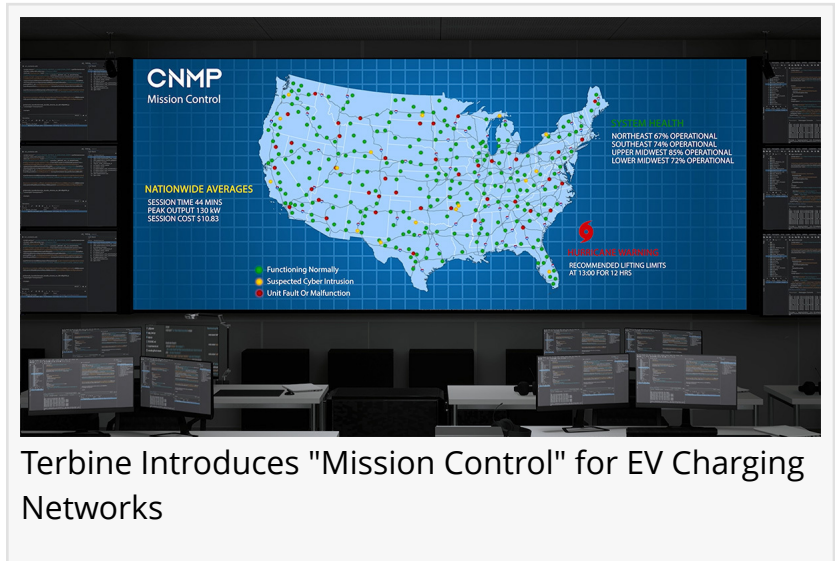 CNMP
Mission Control
SYSTEM HEALTH
NORTHEAST 67% OPERATIONAL
SOUTHEAST 74% OPERATIONAL
UPPER MIDWEST 85% OPERATIONAL
LOWER MIDWEST 72% OPERATIONAL
NATIONWIDE AVERAGES
SESSION TIME 44 MINS
PEAK OUTPUT 130 kW
SESSION COST $10.83
HURRICANE WARNING
RECOMMENDED LIFTING LIMITS
AT 13:00 FOR 12 HRS
Functioning Normally
Suspected Cyber Intrusion
Unit Fault Or Malfunction
Terbine Introduces "Mission Control" for EV Charging
Networks